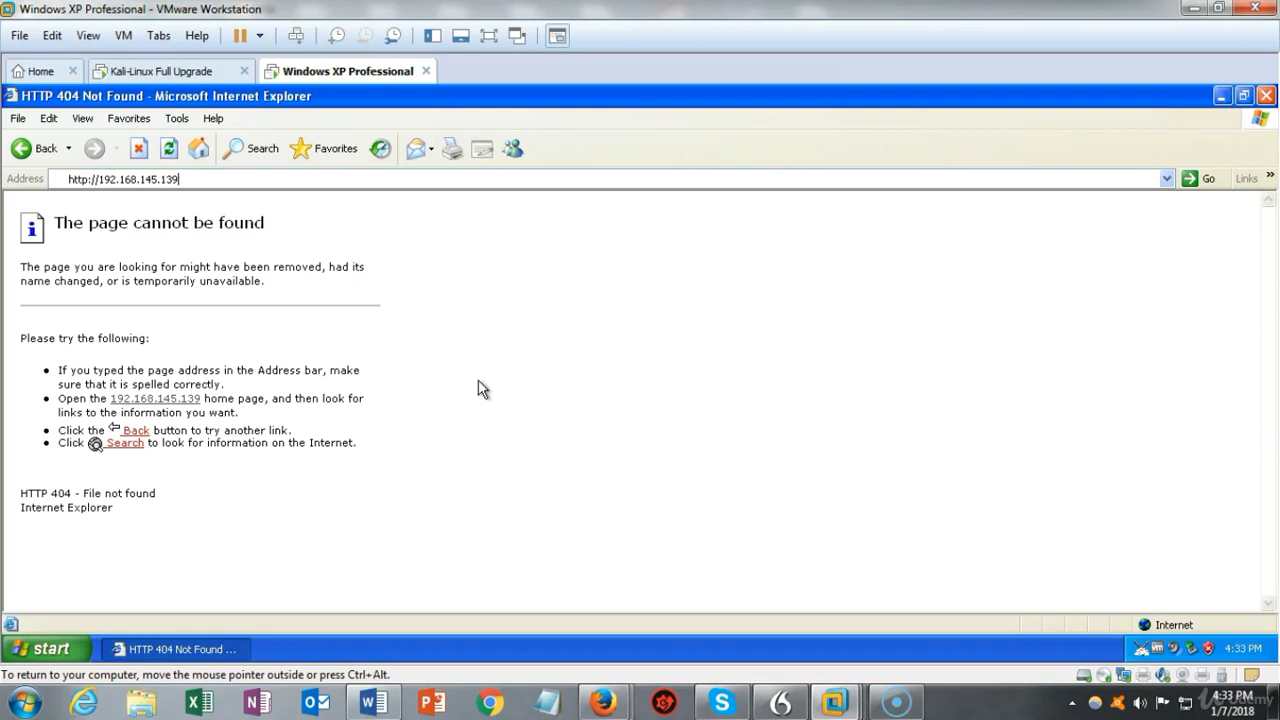 Windows XP Professional - VMware Workstation
File Edit View VM Tabs Help
Home Kali-Linux Full Upgrade Windows XP Professional
HTTP 404 Not Found - Microsoft Internet Explorer
File Edit View Favorites Tools Help
Back Search Favorites
Address http://192.168.145.139 Go Links »
The page cannot be found
The page you are looking for might have been removed, had its
name changed, or is temporarily unavailable.
Please try the following:
If you typed the page address in the Address bar, make
sure that it is spelled correctly.
Open the 192.168.145.139 home page, and then look for
links to the information you want.
Click the Back button to try another link.
Click Search to look for information on the Internet.
HTTP 404 - File not found
Internet Explorer
Internet
start HTTP 404 Not Found ... 4:33 PM
To return to your computer, move the mouse pointer outside or press Ctrl+Alt.
4:33 PM
1/7/2018
Udemy